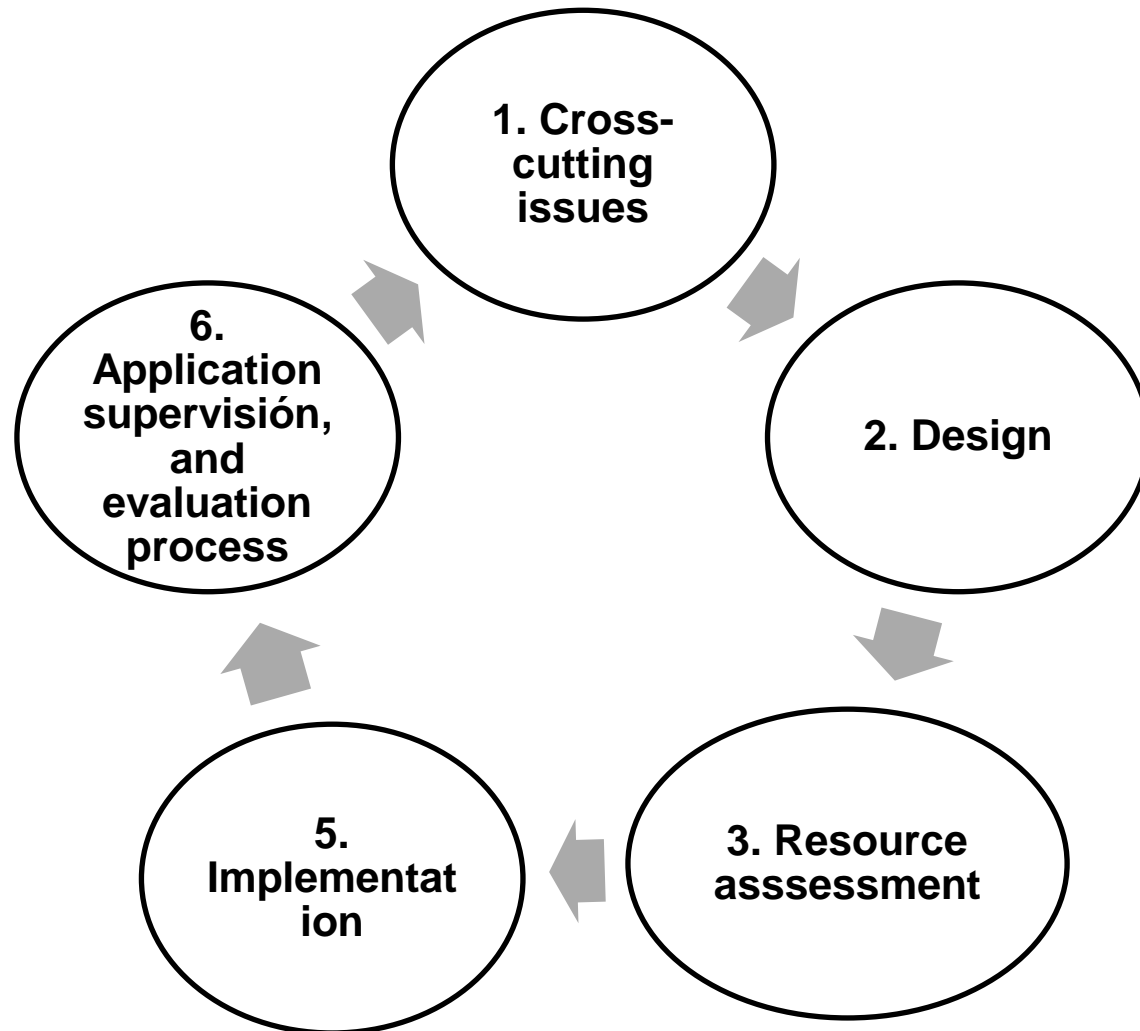 1. Cross-
cutting
issues
2. Design
3. Resource
asssessment
5.
Implementat
ion
6.
Application
supervisión,
and
evaluation
process